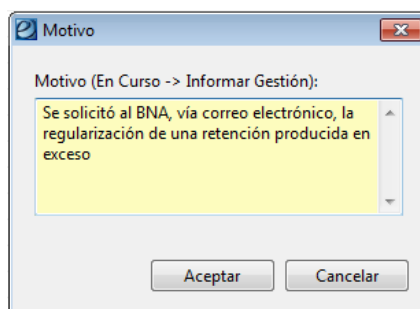 Motivo
Motivo (En Curso -> Informar Gestión):
Se solicitó al BNA, vía correo electrónico, la
regularización de una retención producida en
exceso
Aceptar
Cancelar